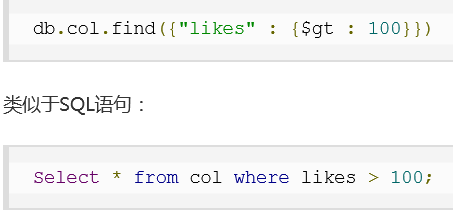 db.col.find({"likes" : {$gt : 100}})
类似于SQL语句：
Select * from col where likes > 100;